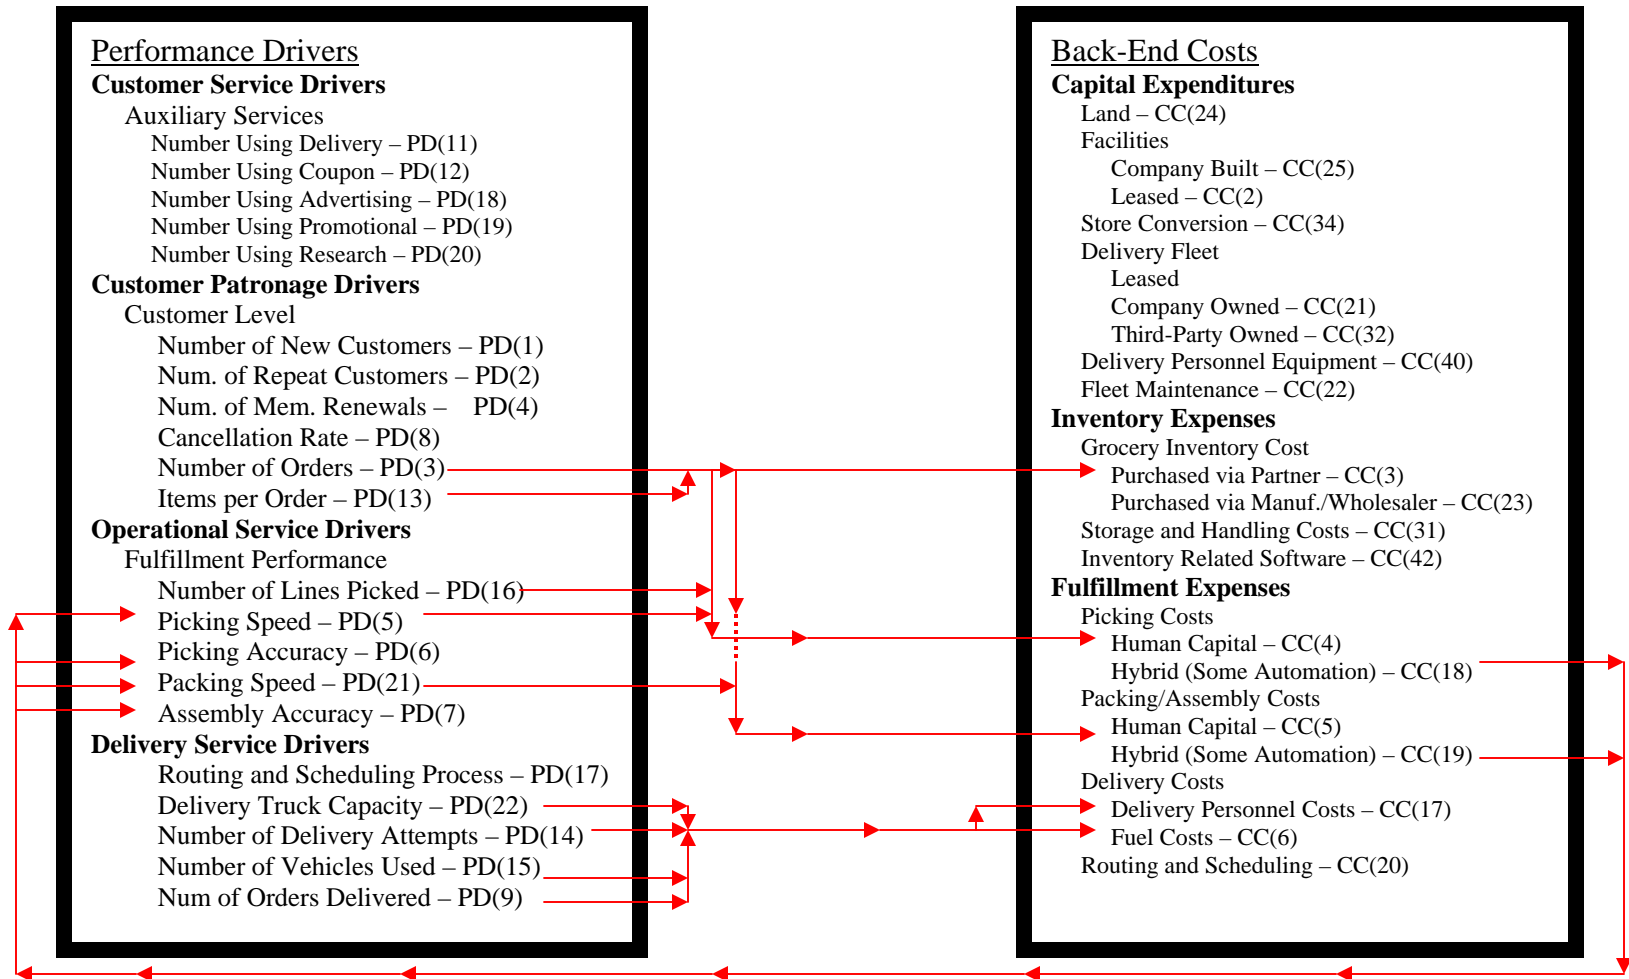 Performance Drivers
Customer Service Drivers
Auxiliary Services
Number Using Delivery – PD(11)
Number Using Coupon – PD(12)
Number Using Advertising – PD(18)
Number Using Promotional – PD(19)
Number Using Research – PD(20)
Customer Patronage Drivers
Customer Level
Number of New Customers – PD(1)
Num. of Repeat Customers – PD(2)
Num. of Mem. Renewals – PD(4)
Cancellation Rate – PD(8)
Number of Orders – PD(3)
Items per Order – PD(13)
Operational Service Drivers
Fulfillment Performance
Number of Lines Picked – PD(16)
Picking Speed – PD(5)
Picking Accuracy – PD(6)
Packing Speed – PD(21)
Assembly Accuracy – PD(7)
Delivery Service Drivers
Routing and Scheduling Process – PD(17)
Delivery Truck Capacity – PD(22)
Number of Delivery Attempts – PD(14)
Number of Vehicles Used – PD(15)
Num of Orders Delivered – PD(9)
Back-End Costs
Capital Expenditures
Land – CC(24)
Facilities
Company Built – CC(25)
Leased – CC(2)
Store Conversion – CC(34)
Delivery Fleet
Leased
Company Owned – CC(21)
Third-Party Owned – CC(32)
Delivery Personnel Equipment – CC(40)
Fleet Maintenance – CC(22)
Inventory Expenses
Grocery Inventory Cost
Purchased via Partner – CC(3)
Purchased via Manuf./Wholesaler – CC(23)
Storage and Handling Costs – CC(31)
Inventory Related Software – CC(42)
Fulfillment Expenses
Picking Costs
Human Capital – CC(4)
Hybrid (Some Automation) – CC(18)
Packing/Assembly Costs
Human Capital – CC(5)
Hybrid (Some Automation) – CC(19)
Delivery Costs
Delivery Personnel Costs – CC(17)
Fuel Costs – CC(6)
Routing and Scheduling – CC(20)